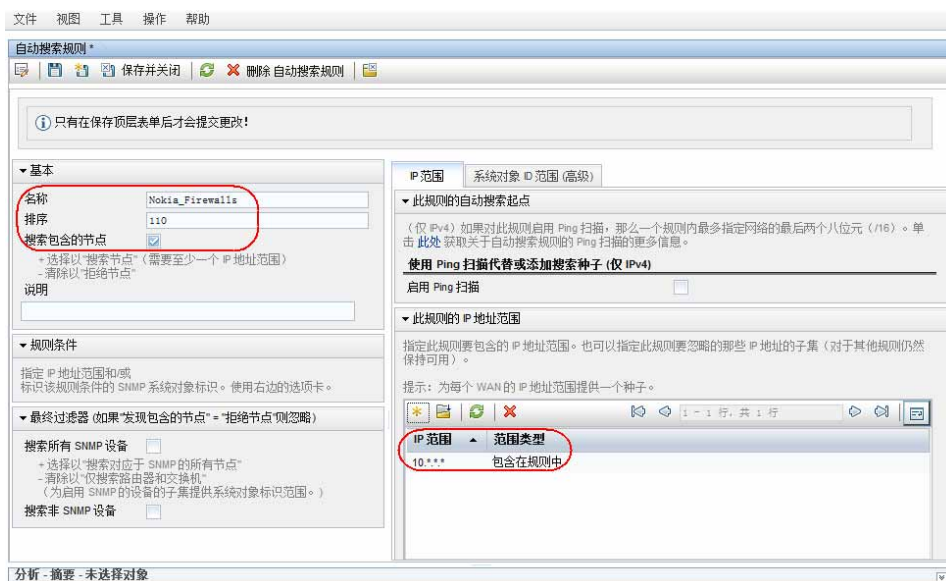 文件 视图 工具 操作 帮助
自动搜索规则 *
保存并关闭 删除 自动搜索规则
只有在保存顶层表单后才会提交更改!
基本
名称 Nokia_Firewalls
排序 110
搜索包含的节点
+ 选择以“搜索节点”(需要至少一个 IP 地址范围)
- 清除以“拒绝节点”
说明
规则条件
指定 IP 地址范围和/或
标识该规则条件的 SNMP 系统对象标识。使用右边的选项卡。
最终过滤器 (如果“发现包含的节点” = “拒绝节点”则忽略)
搜索所有 SNMP 设备
+ 选择以“搜索对应于 SNMP 的所有节点”
- 清除以“仅搜索路由器和交换机”
(为启用 SNMP 的设备的子集提供系统对象标识范围。)
搜索非 SNMP 设备
IP 范围 系统对象 ID 范围 (高级)
此规则的自动搜索起点
(仅 IPv4) 如果对此规则启用 Ping 扫描,那么一个规则内最多指定网络的最后两个八位元 (/16)。单
击 此处 获取关于自动搜索规则的 Ping 扫描的更多信息。
使用 Ping 扫描代替或添加搜索种子 (仅 IPv4)
启用 Ping 扫描
此规则的 IP 地址范围
指定此规则要包含的 IP 地址范围。也可以指定此规则要忽略的那些 IP 地址的子集(对于其他规则仍然
保持可用)。
提示: 为每个 WAN 的 IP 地址范围提供一个种子。
1 - 1 行, 共 1 行
IP 范围 范围类型
10.*.*.* 包含在规则中
分析 - 摘要 - 未选择对象